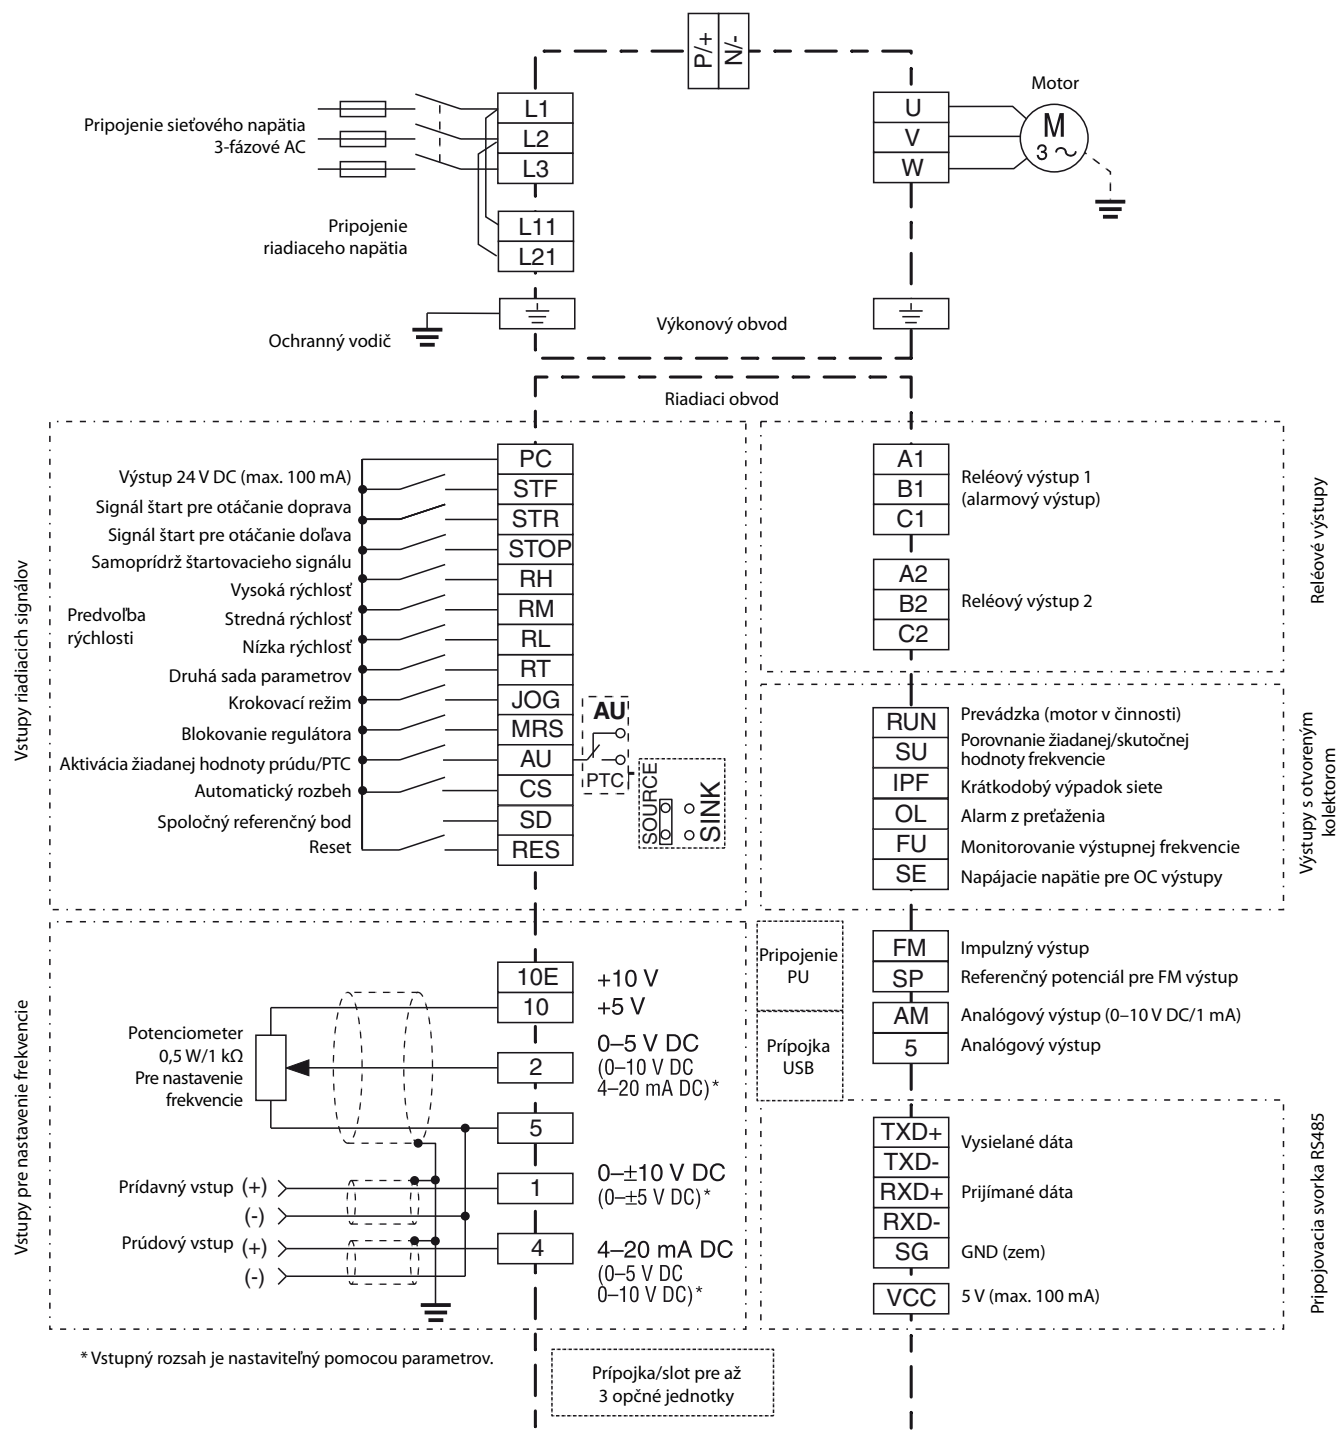 P/+
N/-
Pripojenie sieťového napätia
3-fázové AC
L1
L2
L3
U
V
W
Motor
M
3 ~
Pripojenie
riadiaceho napätia
L11
L21
Ochranný vodič
Výkonový obvod
Riadiaci obvod
Vstupy riadiacich signálov
Výstup 24 V DC (max. 100 mA)
Signál štart pre otáčanie doprava
Signál štart pre otáčanie doľava
Samoprídrž štartovacieho signálu
Predvoľba
rýchlosti
Vysoká rýchlosť
Stredná rýchlosť
Nízka rýchlosť
Druhá sada parametrov
Krokovací režim
Blokovanie regulátora
Aktivácia žiadanej hodnoty prúdu/PTC
Automatický rozbeh
Spoločný referenčný bod
Reset
PC
STF
STR
STOP
RH
RM
RL
RT
JOG
MRS
AU
CS
SD
RES
AU
PTC
SOURCE
SINK
A1
B1
C1
Reléový výstup 1
(alarmový výstup)
A2
B2
C2
Reléový výstup 2
Reléové výstupy
RUN
SU
IPF
OL
FU
SE
Prevádzka (motor v činnosti)
Porovnanie žiadanej/skutočnej
hodnoty frekvencie
Krátkodobý výpadok siete
Alarm z preťaženia
Monitorovanie výstupnej frekvencie
Napájacie napätie pre OC výstupy
Výstupy s otvoreným
kolektorom
Vstupy pre nastavenie frekvencie
Potenciometer
0,5 W/1 kΩ
Pre nastavenie
frekvencie
Prídavný vstup (+)
(-)
Prúdový vstup (+)
(-)
10E
10
2
5
1
4
+10 V
+5 V
0–5 V DC
(0–10 V DC
4–20 mA DC)*
0–±10 V DC
(0–±5 V DC)*
4–20 mA DC
(0–5 V DC
0–10 V DC)*
Pripojenie
PU
Prípojka
USB
FM
SP
Impulzný výstup
Referenčný potenciál pre FM výstup
AM
5
Analógový výstup (0–10 V DC/1 mA)
Analógový výstup
TXD+
TXD-
RXD+
RXD-
SG
VCC
Vysielané dáta
Prijímané dáta
GND (zem)
5 V (max. 100 mA)
Pripojovacia svorka RS485
* Vstupný rozsah je nastaviteľný pomocou parametrov.
Prípojka/slot pre až
3 opčné jednotky